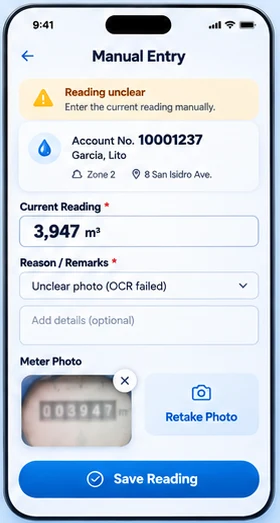 9:41
Manual Entry
Reading unclear
Enter the current reading manually.
Account No. 10001237
Garcia, Lito
Zone 2
8 San Isidro Ave.
Current Reading *
3,947 m³
Reason / Remarks *
Unclear photo (OCR failed)
Add details (optional)
Meter Photo
003947 m³
Retake Photo
Save Reading